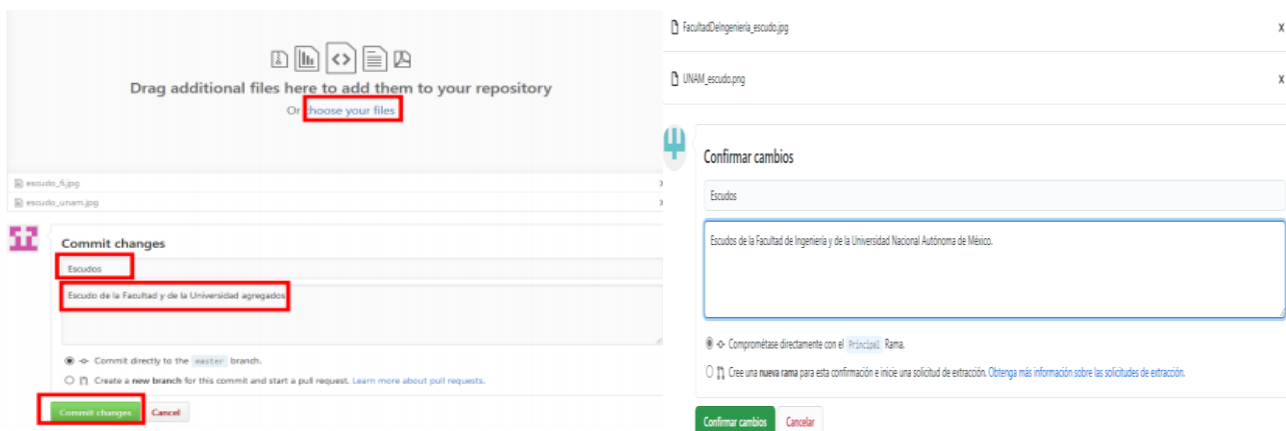 Drag additional files here to add them to your repository
Or choose your files
escudo_fi.jpg
escudo_unam.jpg
Commit changes
Escudos
Escudo de la Facultad y de la Universidad agregados
Commit directly to the master branch.
Create a new branch for this commit and start a pull request. Learn more about pull requests.
Commit changes Cancel
FacultadDeIngeniería_escudo.jpg x
UNAM_escudo.png x
Confirmar cambios
Escudos
Escudos de la Facultad de Ingeniería y de la Universidad Nacional Autónoma de México.
Comprométase directamente con el Principal Rama.
Cree una nueva rama para esta confirmación e inicie una solicitud de extracción. Obtenga más información sobre las solicitudes de extracción.
Confirmar cambios Cancelar